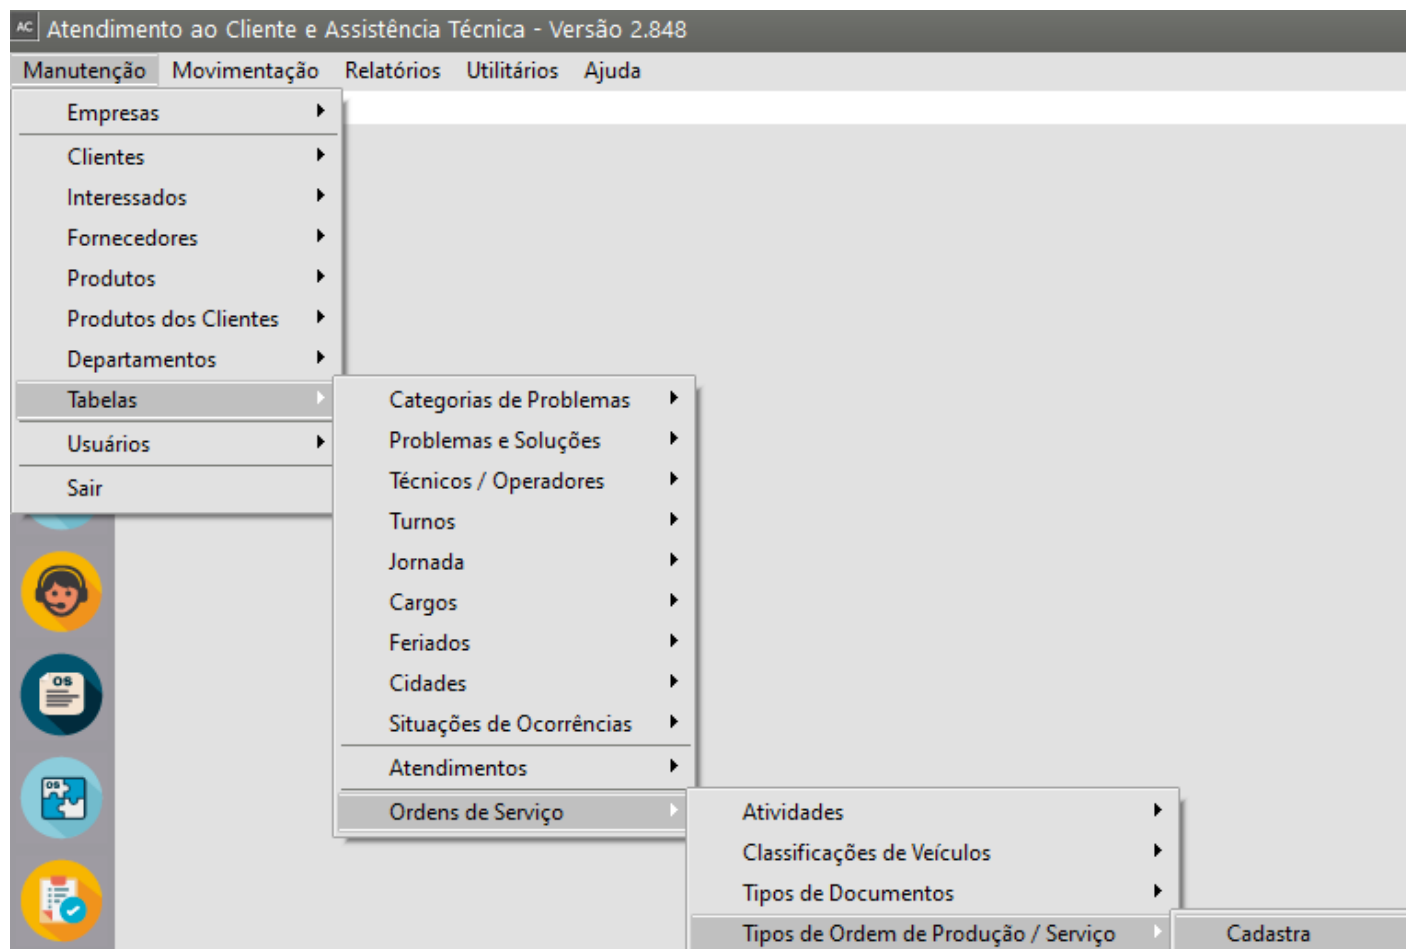 AC Atendimento ao Cliente e Assistência Técnica - Versão 2.848
Manutenção Movimentação Relatórios Utilitários Ajuda
Empresas
Clientes
Interessados
Fornecedores
Produtos
Produtos dos Clientes
Departamentos
Tabelas
Usuários
Sair
Categorias de Problemas
Problemas e Soluções
Técnicos / Operadores
Turnos
Jornada
Cargos
Feriados
Cidades
Situações de Ocorrências
Atendimentos
Ordens de Serviço
Atividades
Classificações de Veículos
Tipos de Documentos
Tipos de Ordem de Produção / Serviço
Cadastra
OS
OS